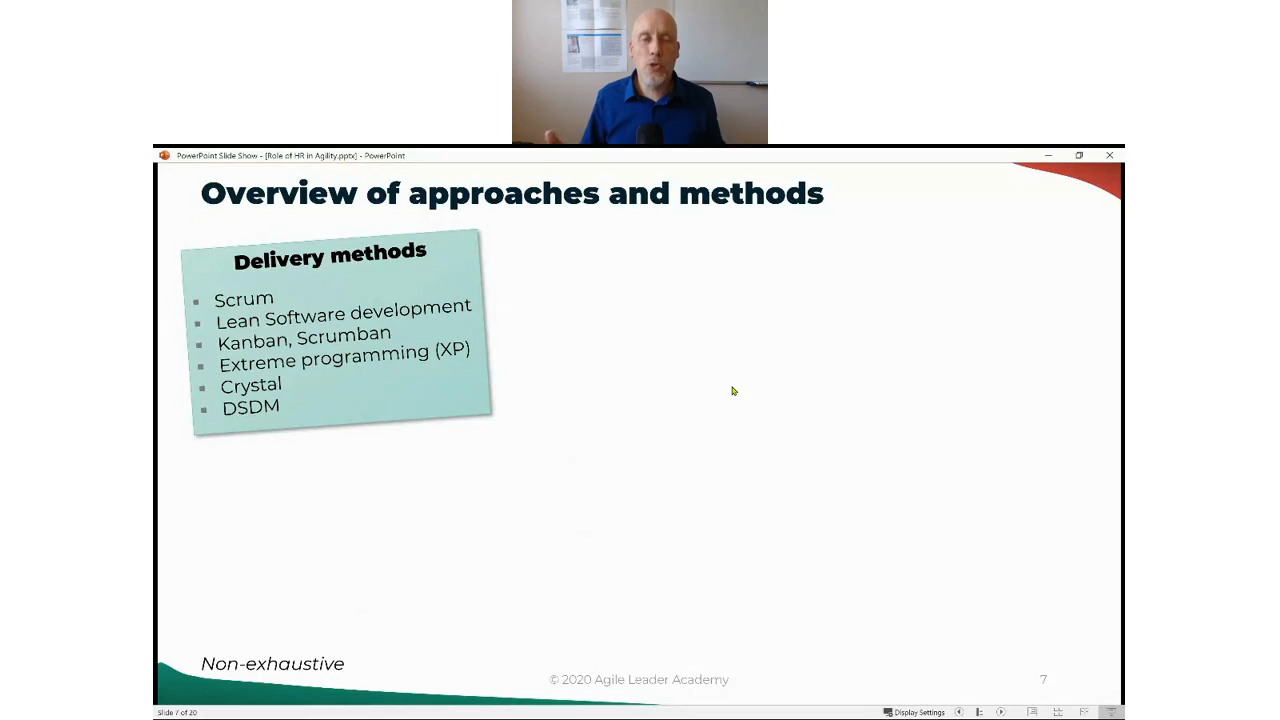 PowerPoint Slide Show - [Role of HR in Agility.pptx] - PowerPoint
Overview of approaches and methods
Delivery methods
Scrum
Lean Software development
Kanban, Scrumban
Extreme programming (XP)
Crystal
DSDM
Non-exhaustive
© 2020 Agile Leader Academy
7
Slide 7 of 20
Display Settings